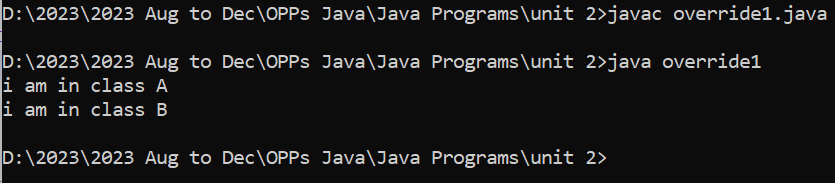 D:\2023\2023 Aug to Dec\OPPs Java\Java Programs\unit 2>javac override1.java
D:\2023\2023 Aug to Dec\OPPs Java\Java Programs\unit 2>java override1
i am in class A
i am in class B
D:\2023\2023 Aug to Dec\OPPs Java\Java Programs\unit 2>